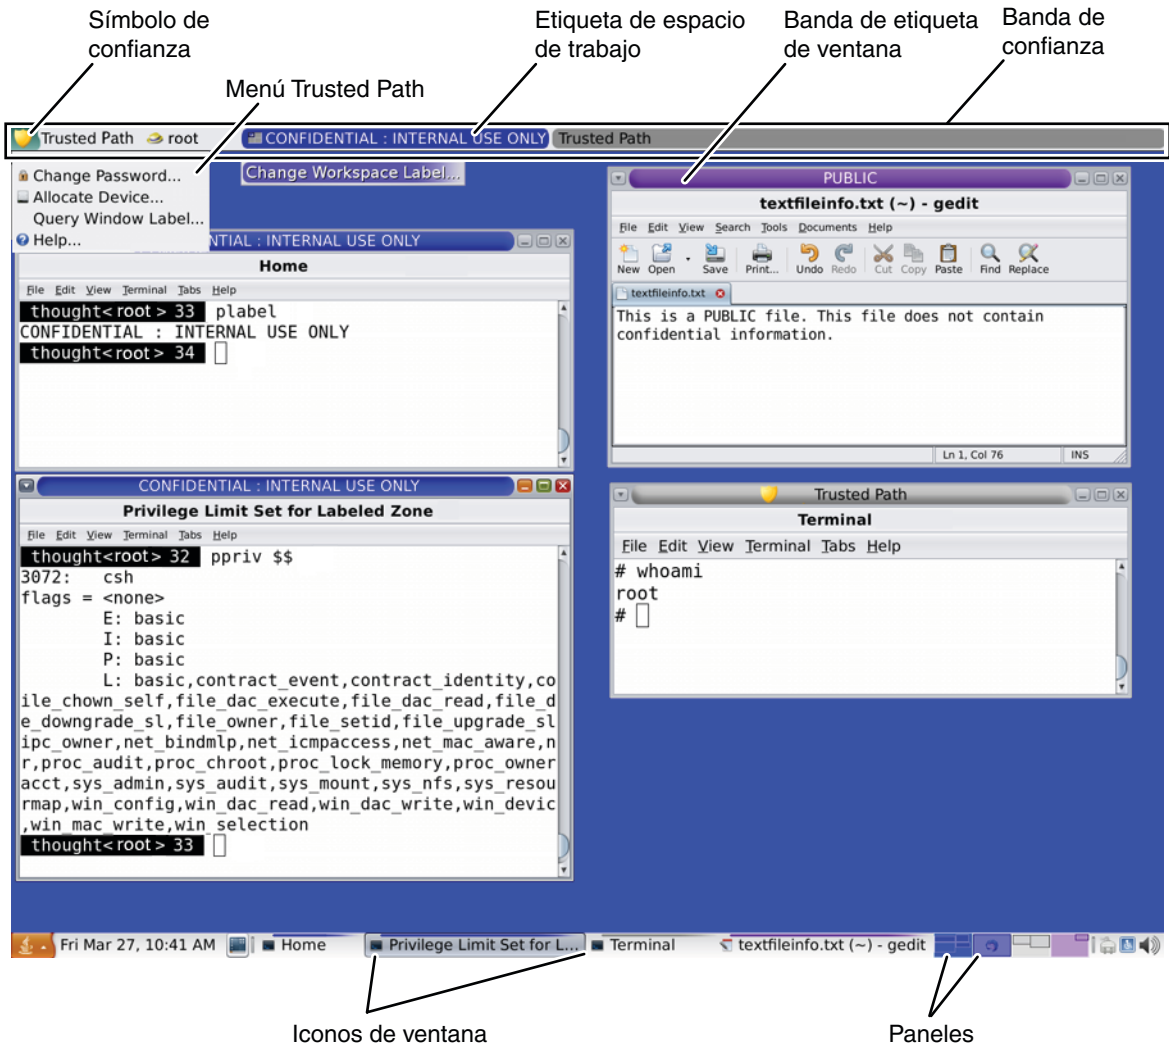 Símbolo de
confianza
Etiqueta de espacio
de trabajo
Banda de etiqueta
de ventana
Banda de
confianza
Menú Trusted Path
Trusted Path root CONFIDENTIAL : INTERNAL USE ONLY Trusted Path
Change Password...
Allocate Device...
Query Window Label...
Help...
Change Workspace Label...
NTIAL : INTERNAL USE ONLY
Home
File Edit View Terminal Tabs Help
thought<root> 33 plabel
CONFIDENTIAL : INTERNAL USE ONLY
thought<root> 34
PUBLIC
textfileinfo.txt (~) - gedit
File Edit View Search Tools Documents Help
New Open Save Print... Undo Redo Cut Copy Paste Find Replace
textfileinfo.txt
This is a PUBLIC file. This file does not contain
confidential information.
Ln 1, Col 76 INS
CONFIDENTIAL : INTERNAL USE ONLY
Privilege Limit Set for Labeled Zone
File Edit View Terminal Tabs Help
thought<root> 32 ppriv $$
3072: csh
flags = <none>
E: basic
I: basic
P: basic
L: basic,contract_event,contract_identity,co
ile_chown_self,file_dac_execute,file_dac_read,file_d
e_downgrade_sl,file_owner,file_setid,file_upgrade_sl
ipc_owner,net_bindmlp,net_icmpaccess,net_mac_aware,n
r,proc_audit,proc_chroot,proc_lock_memory,proc_owner
acct,sys_admin,sys_audit,sys_mount,sys_nfs,sys_resou
rmap,win_config,win_dac_read,win_dac_write,win_devic
,win_mac_write,win_selection
thought<root> 33
Trusted Path
Terminal
File Edit View Terminal Tabs Help
# whoami
root
#
Fri Mar 27, 10:41 AM Home Privilege Limit Set for L... Terminal textfileinfo.txt (~) - gedit
Iconos de ventana
Paneles